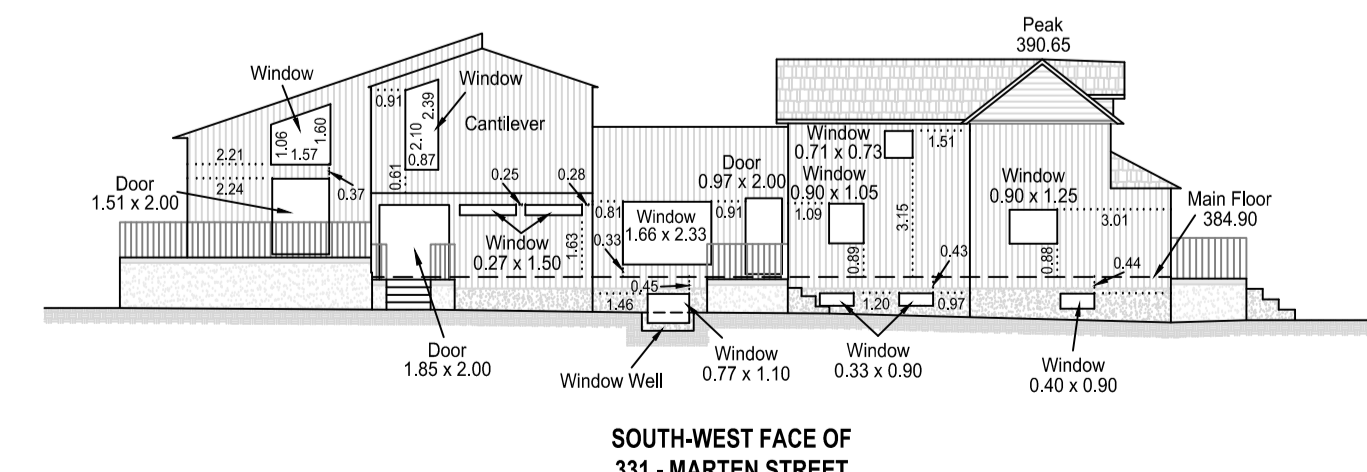 Peak
390.65
Window
Window
0.91
2.39
2.10
0.87
Cantilever
1.06
1.60
1.57
2.21
2.24
0.37
0.61
Door
1.51 x 2.00
0.25
0.28
Window
0.27 x 1.50
1.63
0.81
0.33
Window
1.66 x 2.33
0.91
Door
0.97 x 2.00
Window
0.71 x 0.73
1.51
Window
0.90 x 1.05
1.09
3.15
0.89
Window
0.90 x 1.25
3.01
0.88
Main Floor
384.90
0.43
0.44
0.45
1.46
1.20
0.97
Door
1.85 x 2.00
Window Well
Window
0.77 x 1.10
Window
0.33 x 0.90
Window
0.40 x 0.90
SOUTH-WEST FACE OF
331 - MARTEN STREET